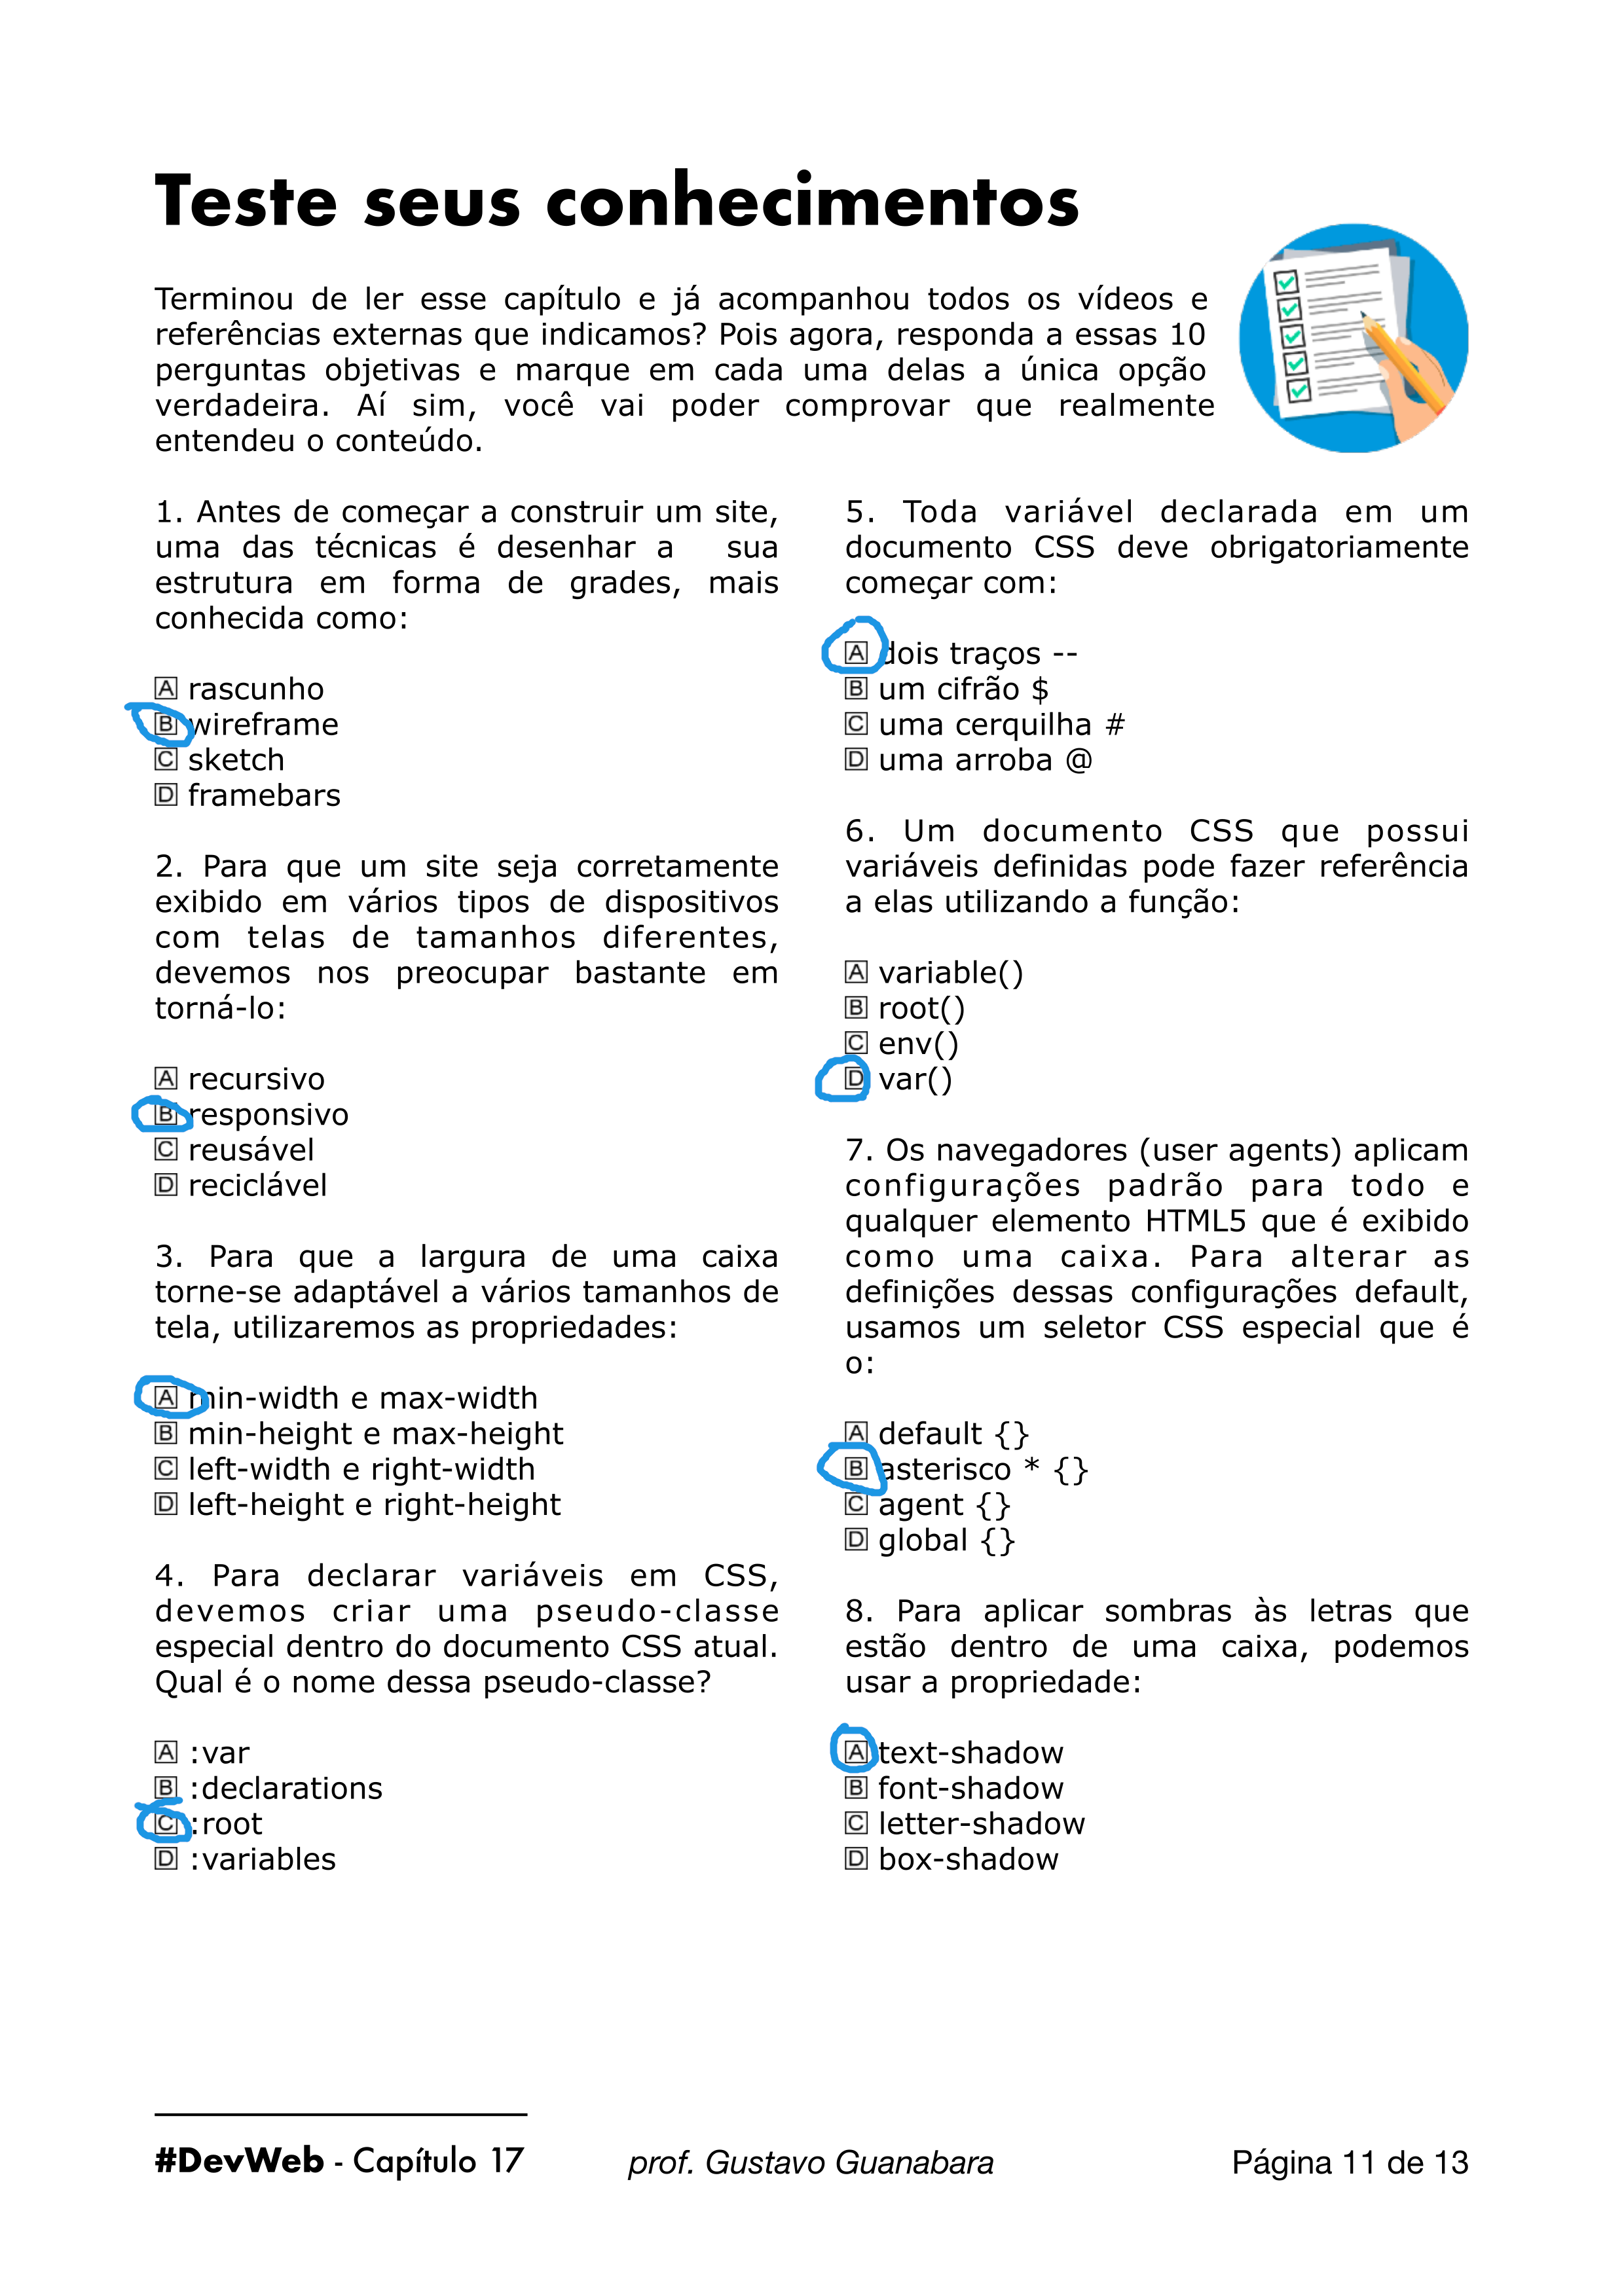 Teste seus conhecimentos
Terminou de ler esse capítulo e já acompanhou todos os vídeos e
referências externas que indicamos? Pois agora, responda a essas 10
perguntas objetivas e marque em cada uma delas a única opção
verdadeira. Aí sim, você vai poder comprovar que realmente
entendeu o conteúdo.
1. Antes de começar a construir um site,
uma das técnicas é desenhar a sua
estrutura em forma de grades, mais
conhecida como:
A rascunho
B wireframe
C sketch
D framebars
2. Para que um site seja corretamente
exibido em vários tipos de dispositivos
com telas de tamanhos diferentes,
devemos nos preocupar bastante em
torná-lo:
A recursivo
B responsivo
C reusável
D reciclável
3. Para que a largura de uma caixa
torne-se adaptável a vários tamanhos de
tela, utilizaremos as propriedades:
A min-width e max-width
B min-height e max-height
C left-width e right-width
D left-height e right-height
4. Para declarar variáveis em CSS,
devemos criar uma pseudo-classe
especial dentro do documento CSS atual.
Qual é o nome dessa pseudo-classe?
A :var
B :declarations
C :root
D :variables
5. Toda variável declarada em um
documento CSS deve obrigatoriamente
começar com:
A dois traços --
B um cifrão $
C uma cerquilha #
D uma arroba @
6. Um documento CSS que possui
variáveis definidas pode fazer referência
a elas utilizando a função:
A variable()
B root()
C env()
D var()
7. Os navegadores (user agents) aplicam
configurações padrão para todo e
qualquer elemento HTML5 que é exibido
como uma caixa. Para alterar as
definições dessas configurações default,
usamos um seletor CSS especial que é
o:
A default {}
B asterisco * {}
C agent {}
D global {}
8. Para aplicar sombras às letras que
estão dentro de uma caixa, podemos
usar a propriedade:
A text-shadow
B font-shadow
C letter-shadow
D box-shadow
#DevWeb - Capítulo 17 prof. Gustavo Guanabara Página 11 de 13